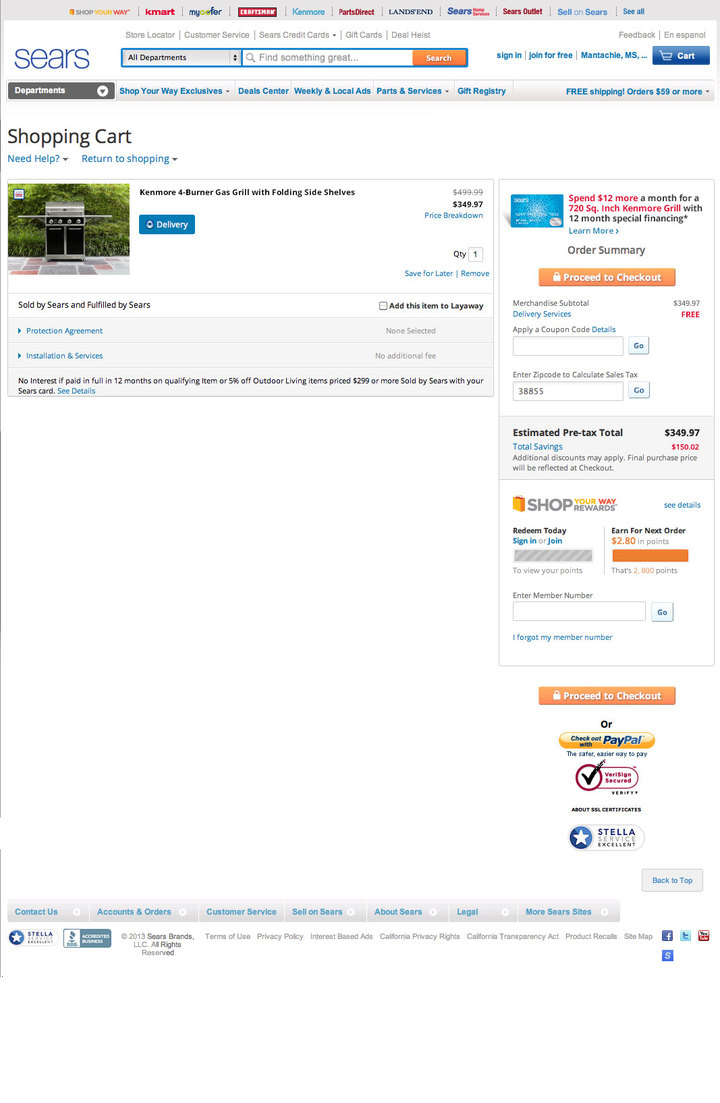 SHOP YOUR WAY kmart mygofer CRAFTSMAN Kenmore PartsDirect LANDS'END Sears Home Services Sears Outlet Sell on Sears See all
Store Locator | Customer Service | Sears Credit Cards | Gift Cards | Deal Heist Feedback | En espanol
sears
All Departments Find something great... Search
sign in | join for free | Mantachie, MS, ... Cart
Departments Shop Your Way Exclusives Deals Center Weekly & Local Ads Parts & Services Gift Registry FREE shipping! Orders $59 or more
Shopping Cart
Need Help? Return to shopping
Kenmore 4-Burner Gas Grill with Folding Side Shelves $499.99
$349.97
Price Breakdown
Delivery
Qty 1
Save for Later | Remove
Sold by Sears and Fulfilled by Sears Add this item to Layaway
Protection Agreement None Selected
Installation & Services No additional fee
No Interest if paid in full in 12 months on qualifying Item or 5% off Outdoor Living items priced $299 or more Sold by Sears with your
Sears card. See Details
sears
Spend $12 more a month for a
720 Sq. Inch Kenmore Grill with
12 month special financing*
Learn More ›
Order Summary
Proceed to Checkout
Merchandise Subtotal $349.97
Delivery Services FREE
Apply a Coupon Code Details
Go
Enter Zipcode to Calculate Sales Tax
38855 Go
Estimated Pre-tax Total $349.97
Total Savings $150.02
Additional discounts may apply. Final purchase price
will be reflected at Checkout.
SHOP YOUR WAY REWARDS see details
Redeem Today
Sign in or Join
To view your points
Earn For Next Order
$2.80 in points
That's 2,800 points
Enter Member Number
Go
I forgot my member number
Proceed to Checkout
Or
Check out with PayPal
The safer, easier way to pay
VeriSign Secured
VERIFY›
ABOUT SSL CERTIFICATES
STELLA
SERVICE
EXCELLENT
Back to Top
Contact Us Accounts & Orders Customer Service Sell on Sears About Sears Legal More Sears Sites
STELLA
SERVICE
EXCELLENT
BBB ACCREDITED BUSINESS
© 2013 Sears Brands,
LLC. All Rights
Reserved
Terms of Use Privacy Policy Interest Based Ads California Privacy Rights California Transparency Act Product Recalls Site Map